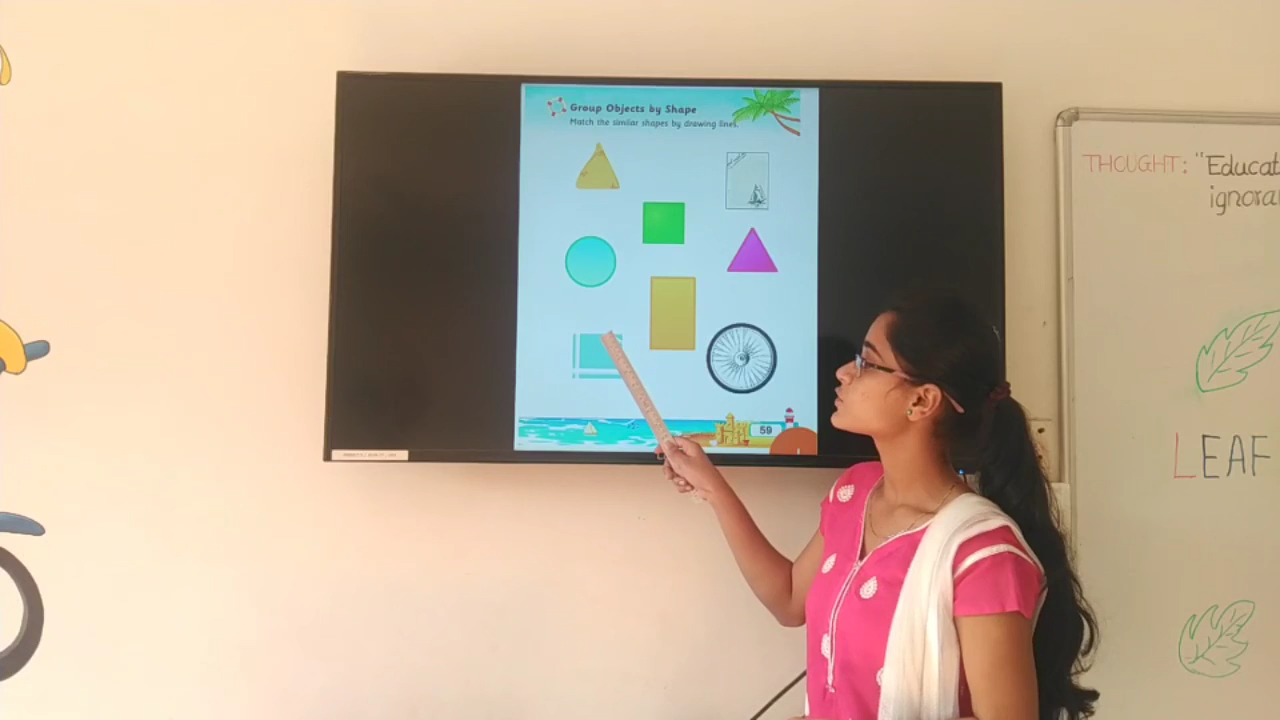 Group Objects by Shape
Match the similar shapes by drawing lines.
59
THOUGHT: "Educat
ignora
LEAF